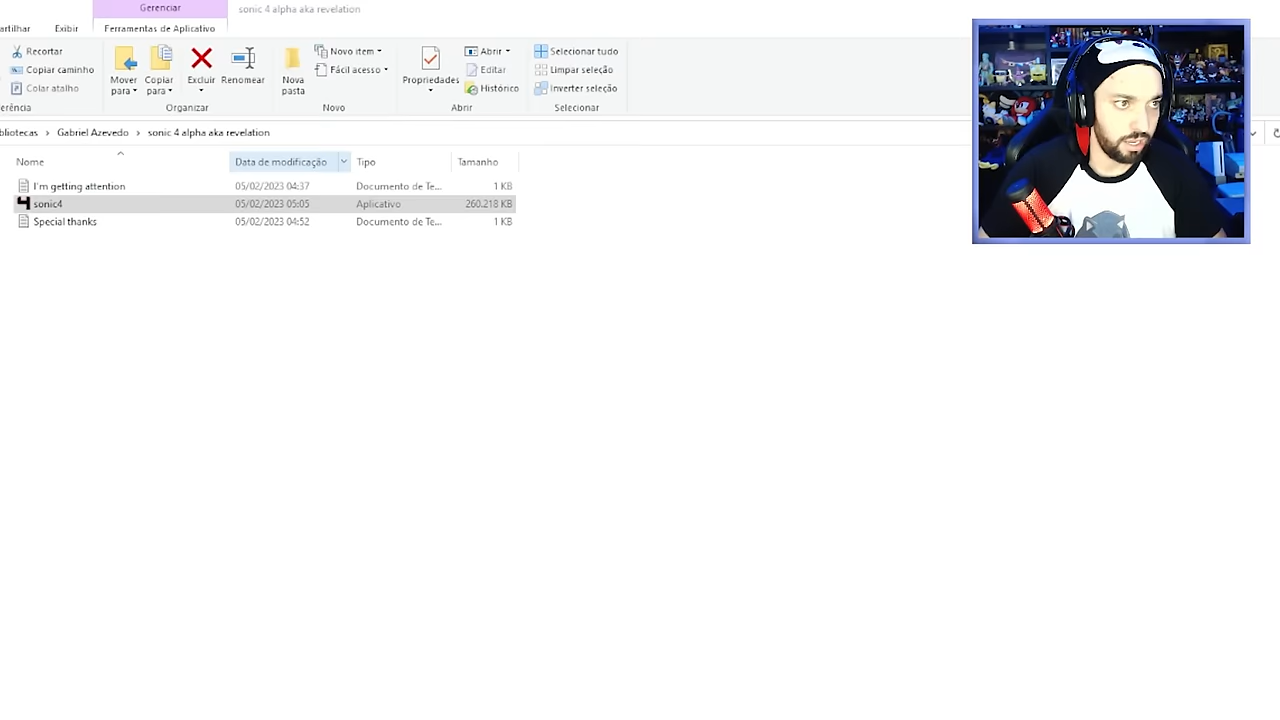 Gerenciar
sonic 4 alpha aka revelation
artilhar
Exibir
Ferramentas de Aplicativo
Recortar
Copiar caminho
Colar atalho
erência
Mover para
Copiar para
Excluir
Renomear
Organizar
Nova pasta
Novo item
Fácil acesso
Novo
Propriedades
Abrir
Editar
Histórico
Abrir
Selecionar tudo
Limpar seleção
Inverter seleção
Selecionar
bliotecas > Gabriel Azevedo > sonic 4 alpha aka revelation
Nome Data de modificação Tipo Tamanho
I'm getting attention 05/02/2023 04:37 Documento de Te... 1 KB
sonic4 05/02/2023 05:05 Aplicativo 260.218 KB
Special thanks 05/02/2023 04:52 Documento de Te... 1 KB